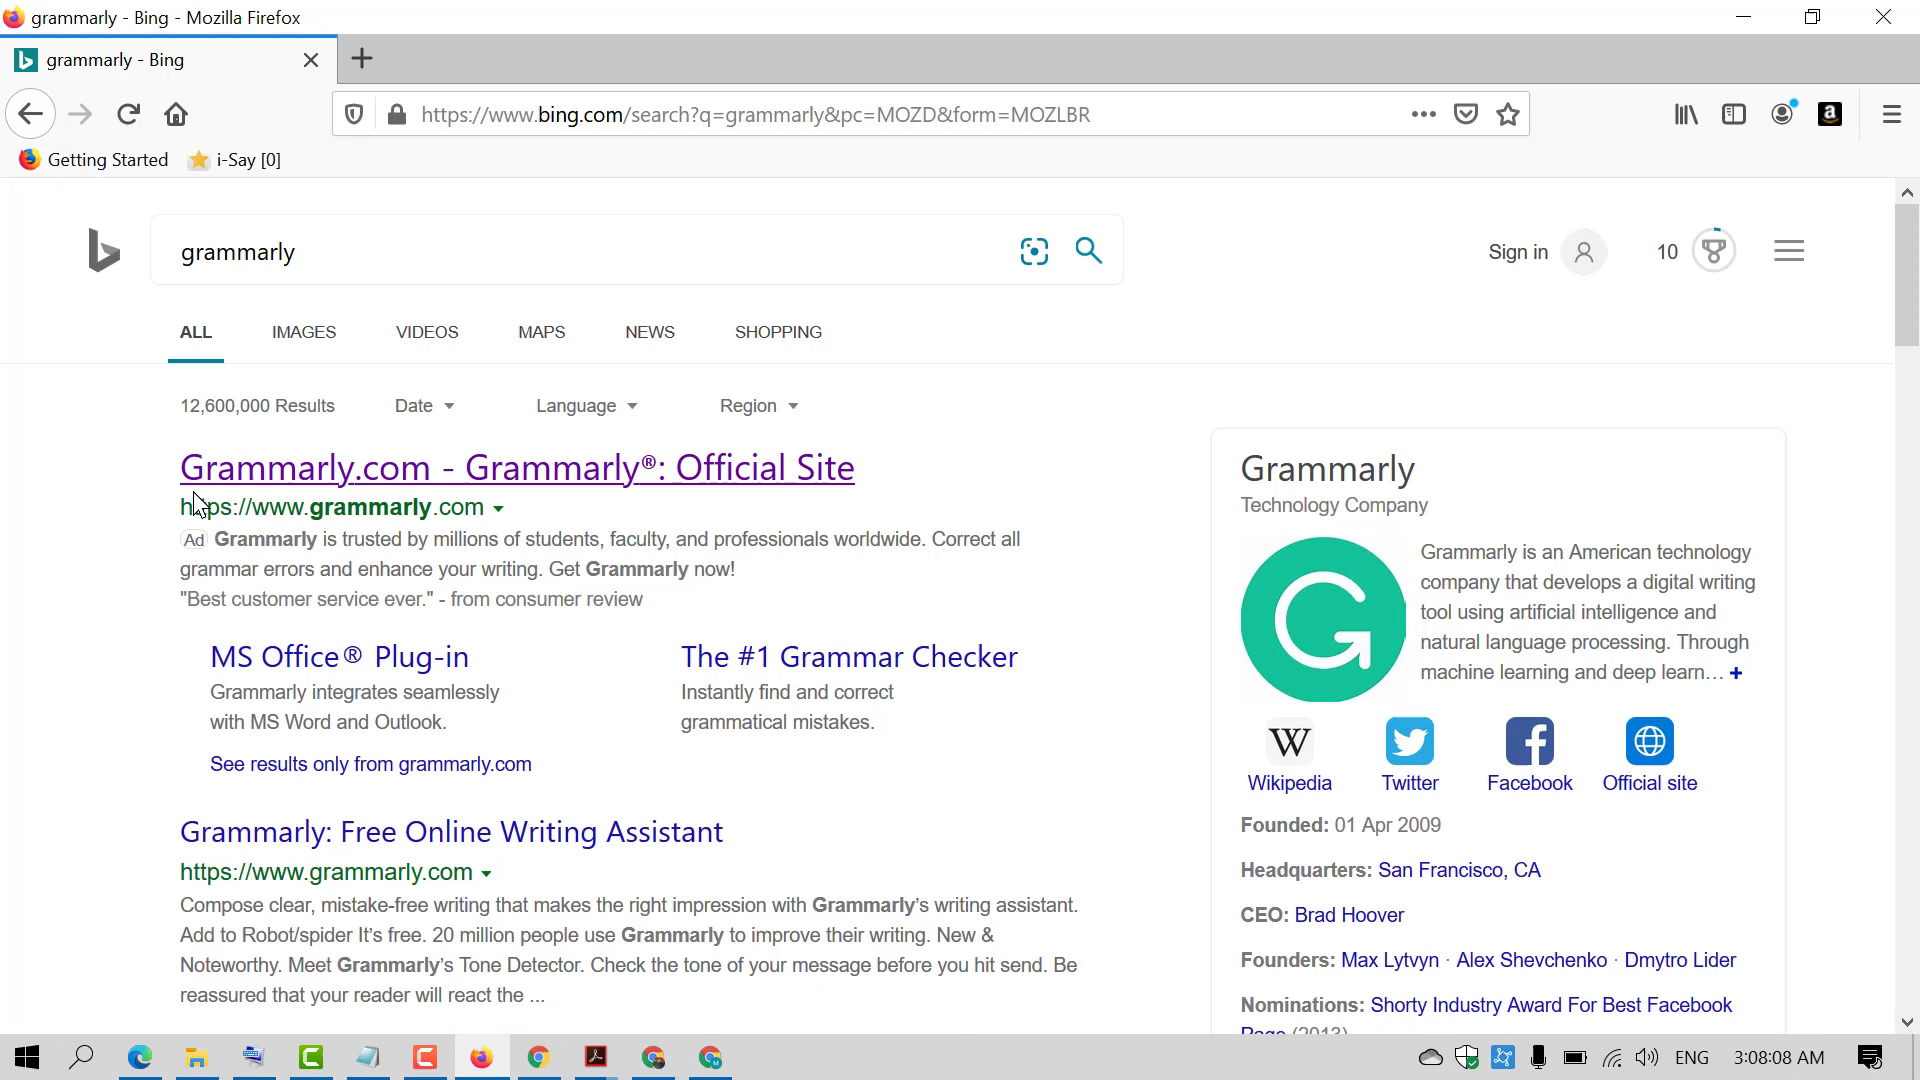 grammarly - Bing - Mozilla Firefox
grammarly - Bing
https://www.bing.com/search?q=grammarly&pc=MOZD&form=MOZLBR
Getting Started
i-Say [0]
grammarly
Sign in
10
ALL
IMAGES
VIDEOS
MAPS
NEWS
SHOPPING
12,600,000 Results
Date
Language
Region
Grammarly.com - Grammarly®: Official Site
https://www.grammarly.com
Ad Grammarly is trusted by millions of students, faculty, and professionals worldwide. Correct all
grammar errors and enhance your writing. Get Grammarly now!
"Best customer service ever." - from consumer review
MS Office® Plug-in
Grammarly integrates seamlessly
with MS Word and Outlook.
The #1 Grammar Checker
Instantly find and correct
grammatical mistakes.
See results only from grammarly.com
Grammarly: Free Online Writing Assistant
https://www.grammarly.com
Compose clear, mistake-free writing that makes the right impression with Grammarly's writing assistant.
Add to Robot/spider It's free. 20 million people use Grammarly to improve their writing. New &
Noteworthy. Meet Grammarly's Tone Detector. Check the tone of your message before you hit send. Be
reassured that your reader will react the ...
Grammarly
Technology Company
Grammarly is an American technology
company that develops a digital writing
tool using artificial intelligence and
natural language processing. Through
machine learning and deep learn… +
Wikipedia
Twitter
Facebook
Official site
Founded: 01 Apr 2009
Headquarters: San Francisco, CA
CEO: Brad Hoover
Founders: Max Lytvyn · Alex Shevchenko · Dmytro Lider
Nominations: Shorty Industry Award For Best Facebook
Page (2013)
ENG
3:08:08 AM